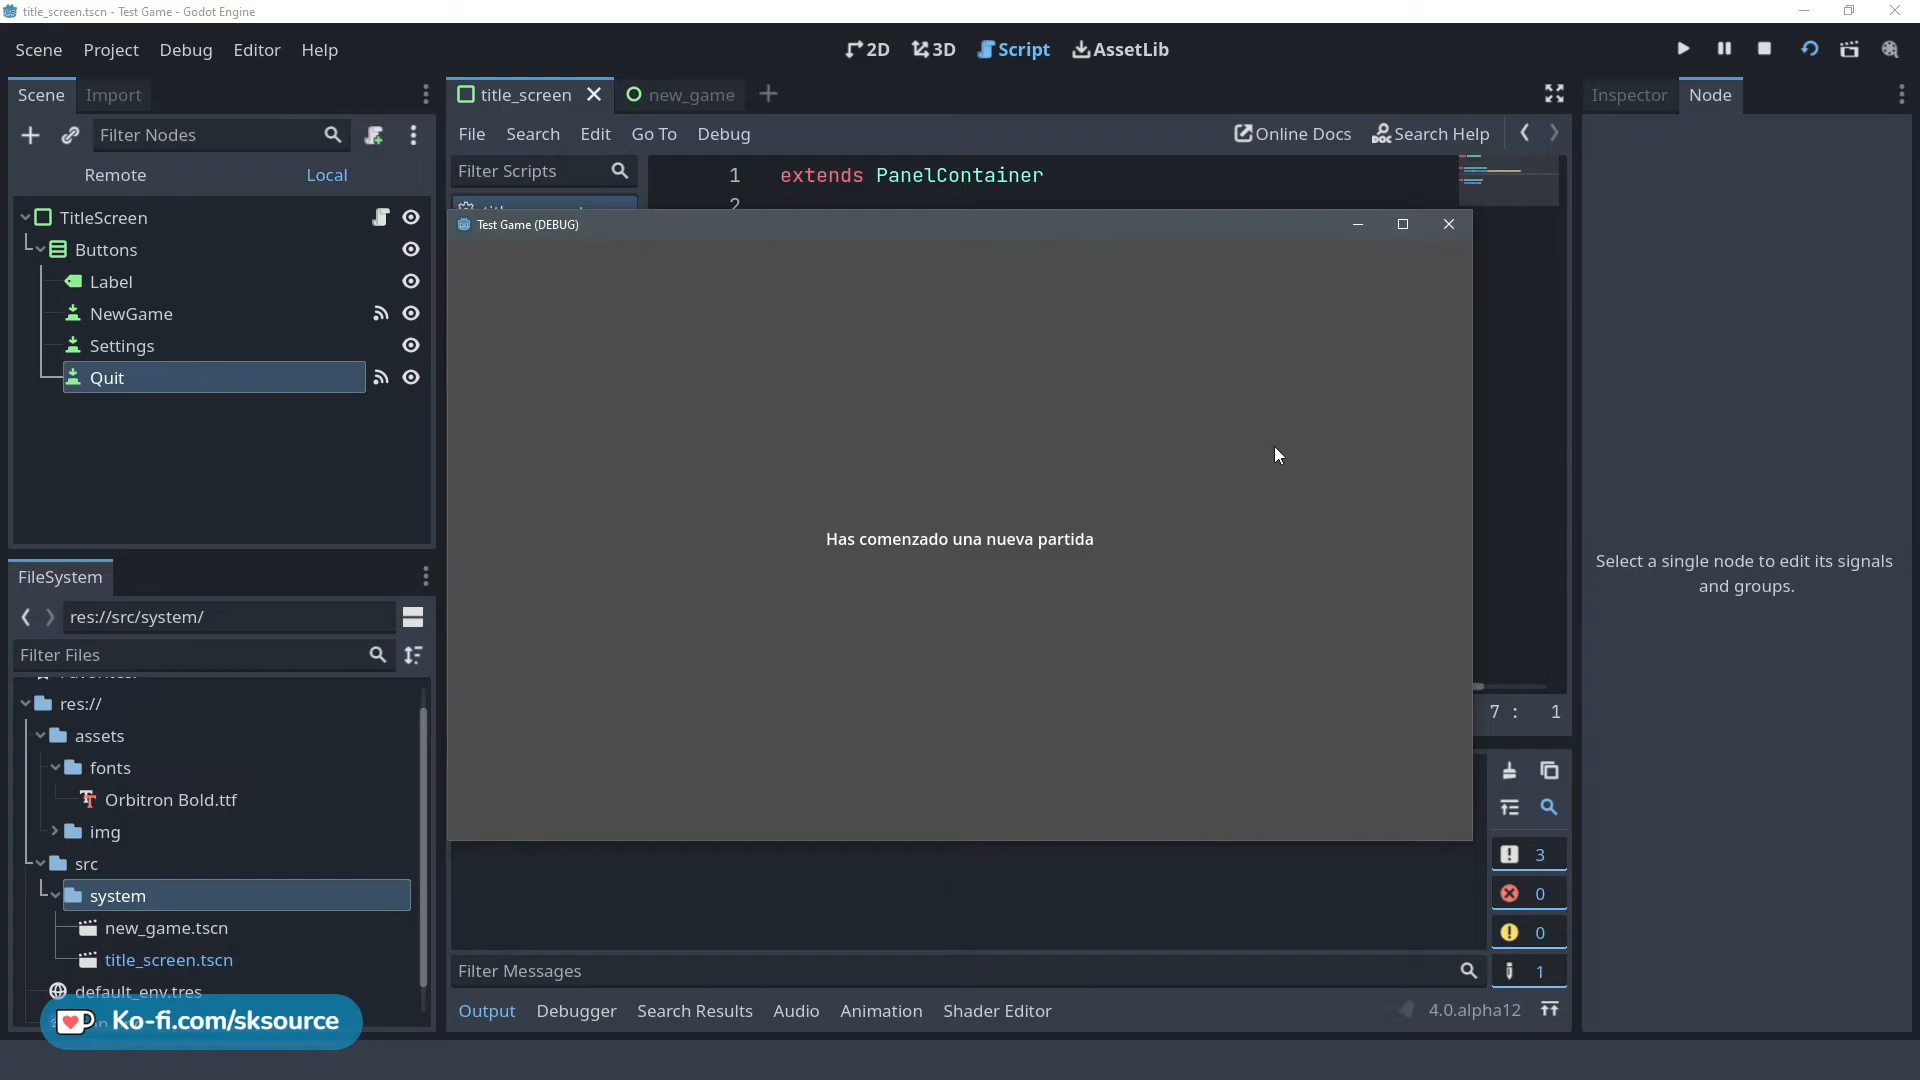 title_screen.tscn - Test Game - Godot Engine
Scene Project Debug Editor Help
2D 3D Script AssetLib
Scene Import
Filter Nodes
Remote Local
TitleScreen
Buttons
Label
NewGame
Settings
Quit
FileSystem
res://src/system/
Filter Files
res://
assets
fonts
Orbitron Bold.ttf
img
src
system
new_game.tscn
title_screen.tscn
default_env.tres
Ko-fi.com/sksource
title_screen new_game
File Search Edit Go To Debug
Online Docs Search Help
Filter Scripts
1 extends PanelContainer
2
Test Game (DEBUG)
Has comenzado una nueva partida
7 : 1
3
0
0
1
Filter Messages
Output Debugger Search Results Audio Animation Shader Editor
4.0.alpha12
Inspector Node
Select a single node to edit its signals
and groups.